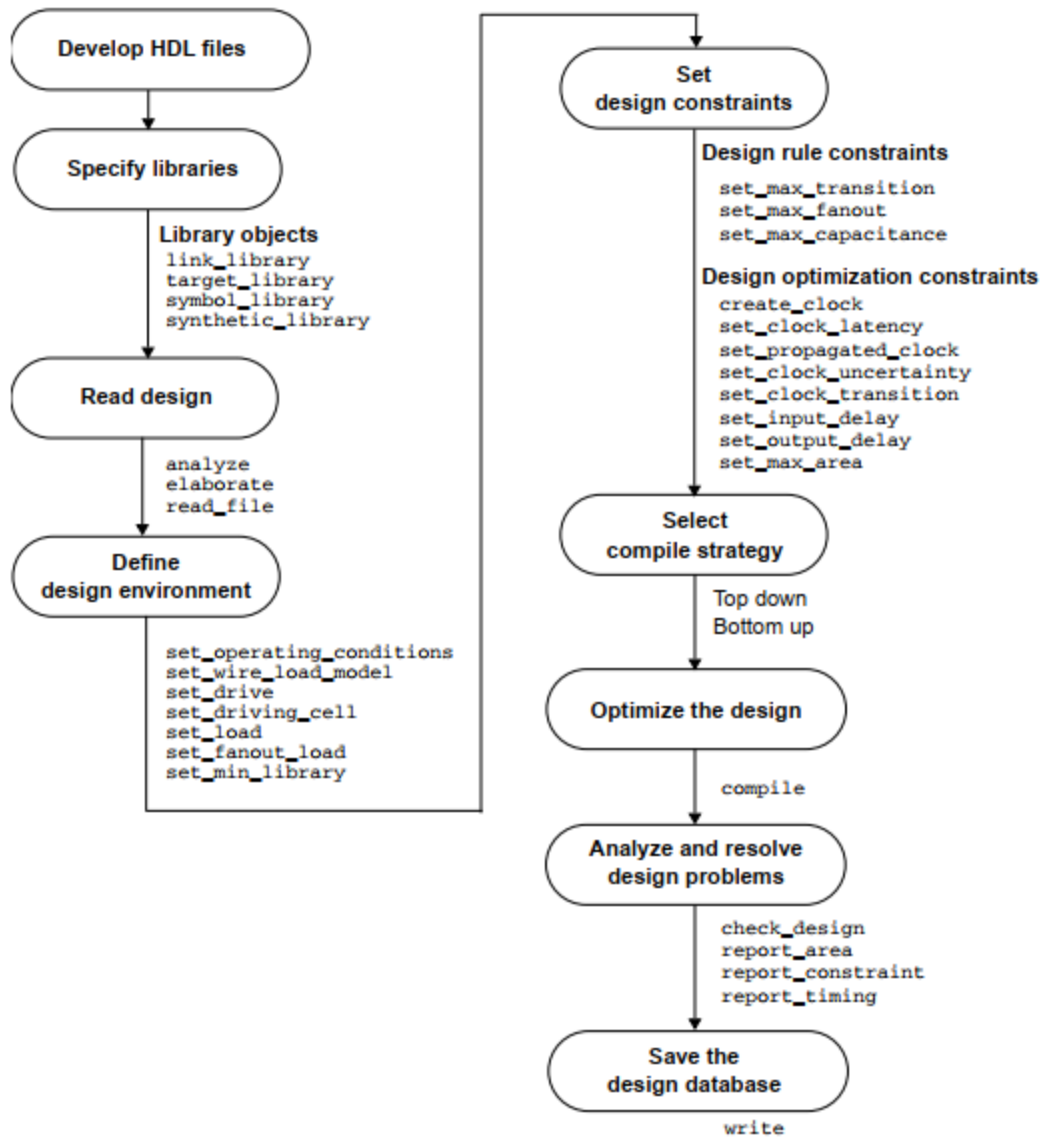 Develop HDL files
Specify libraries
Library objects
link_library
target_library
symbol_library
synthetic_library
Read design
analyze
elaborate
read_file
Define
design environment
set_operating_conditions
set_wire_load_model
set_drive
set_driving_cell
set_load
set_fanout_load
set_min_library
Set
design constraints
Design rule constraints
set_max_transition
set_max_fanout
set_max_capacitance
Design optimization constraints
create_clock
set_clock_latency
set_propagated_clock
set_clock_uncertainty
set_clock_transition
set_input_delay
set_output_delay
set_max_area
Select
compile strategy
Top down
Bottom up
Optimize the design
compile
Analyze and resolve
design problems
check_design
report_area
report_constraint
report_timing
Save the
design database
write